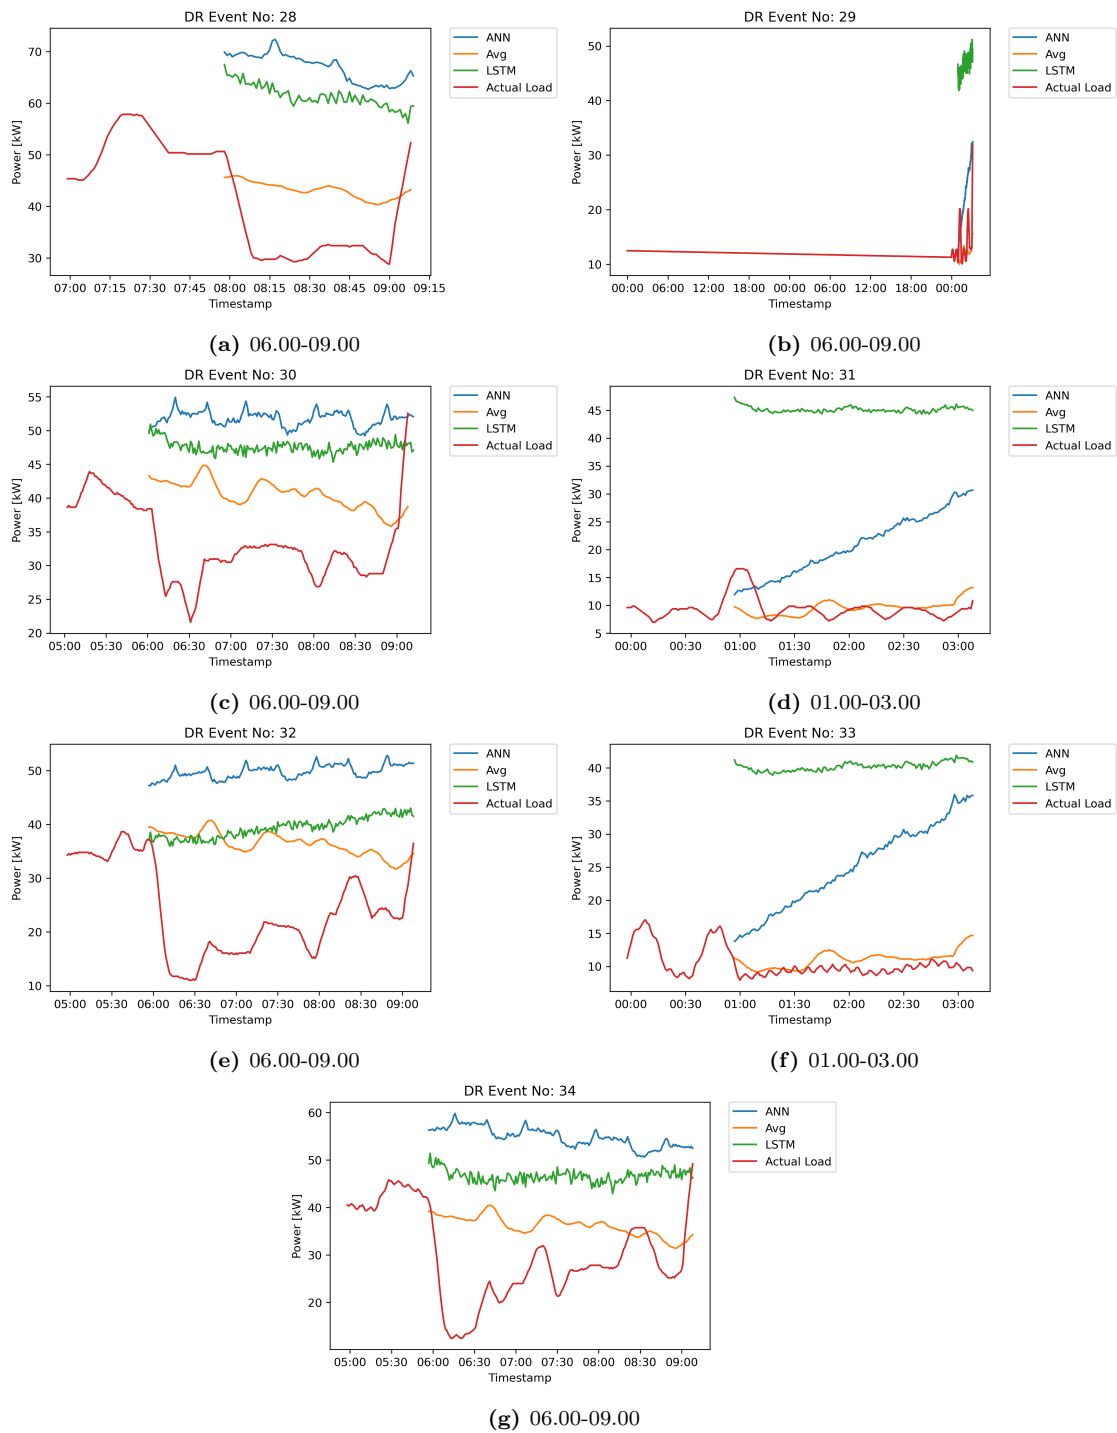 DR Event No: 28
ANN
Avg
LSTM
Actual Load
Power [kW]
70
60
50
40
30
07:00 07:15 07:30 07:45 08:00 08:15 08:30 08:45 09:00 09:15
Timestamp
(a) 06.00-09.00
DR Event No: 29
ANN
Avg
LSTM
Actual Load
Power [kW]
50
40
30
20
10
00:00 06:00 12:00 18:00 00:00 06:00 12:00 18:00 00:00
Timestamp
(b) 06.00-09.00
DR Event No: 30
ANN
Avg
LSTM
Actual Load
Power [kW]
55
50
45
40
35
30
25
20
05:00 05:30 06:00 06:30 07:00 07:30 08:00 08:30 09:00
Timestamp
(c) 06.00-09.00
DR Event No: 31
ANN
Avg
LSTM
Actual Load
Power [kW]
45
40
35
30
25
20
15
10
5
00:00 00:30 01:00 01:30 02:00 02:30 03:00
Timestamp
(d) 01.00-03.00
DR Event No: 32
ANN
Avg
LSTM
Actual Load
Power [kW]
50
40
30
20
10
05:00 05:30 06:00 06:30 07:00 07:30 08:00 08:30 09:00
Timestamp
(e) 06.00-09.00
DR Event No: 33
ANN
Avg
LSTM
Actual Load
Power [kW]
40
35
30
25
20
15
10
00:00 00:30 01:00 01:30 02:00 02:30 03:00
Timestamp
(f) 01.00-03.00
DR Event No: 34
ANN
Avg
LSTM
Actual Load
Power [kW]
60
50
40
30
20
05:00 05:30 06:00 06:30 07:00 07:30 08:00 08:30 09:00
Timestamp
(g) 06.00-09.00